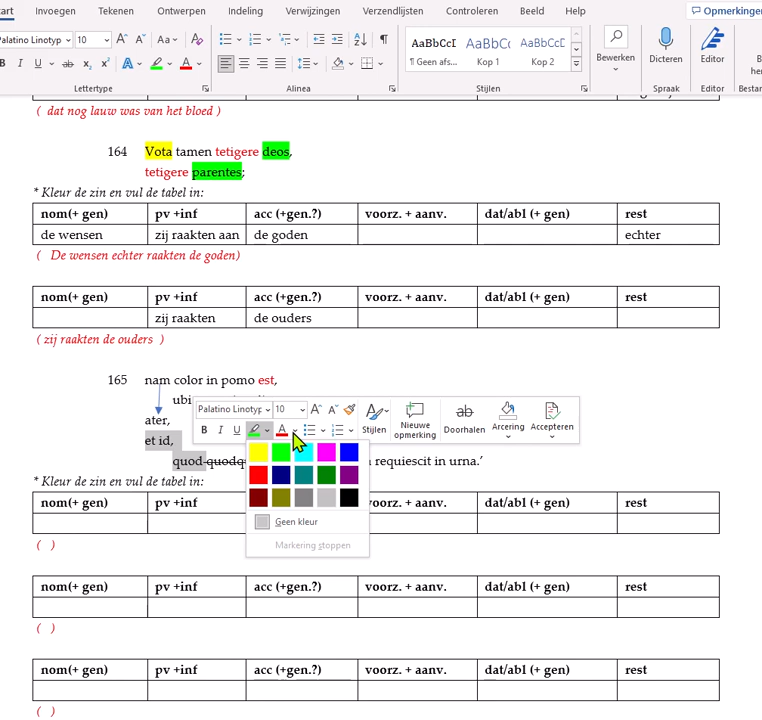 tart Invoegen Tekenen Ontwerpen Indeling Verwijzingen Verzendlijsten Controleren Beeld Help Opmerkingen
Palatino Linotyp 10 Aa
AaBbCcI AaBbC( AaBbCcC
¶ Geen afs... Kop 1 Kop 2
Bewerken Dicteren Editor
Lettertype Alinea Stijlen Spraak Editor
( dat nog lauw was van het bloed )
164 Vota tamen tetigere deos,
tetigere parentes;
* Kleur de zin en vul de tabel in:
nom(+ gen) pv +inf acc (+gen.?) voorz. + aanv. dat/abl (+ gen) rest
de wensen zij raakten aan de goden echter
( De wensen echter raakten de goden)
nom(+ gen) pv +inf acc (+gen.?) voorz. + aanv. dat/abl (+ gen) rest
zij raakten de ouders
( zij raakten de ouders )
165 nam color in pomo est,
ubi
Palatino Linotyp 10
ater,
Stijlen Nieuwe opmerking Doorhalen Arcering Accepteren
et id,
quod quodq requiescit in urna.’
* Kleur de zin en vul de tabel in:
nom(+ gen) pv +inf acc (+gen.?) voorz. + aanv. dat/abl (+ gen) rest
Geen kleur
Markering stoppen
( )
nom(+ gen) pv +inf acc (+gen.?) voorz. + aanv. dat/abl (+ gen) rest
( )
nom(+ gen) pv +inf acc (+gen.?) voorz. + aanv. dat/abl (+ gen) rest
( )